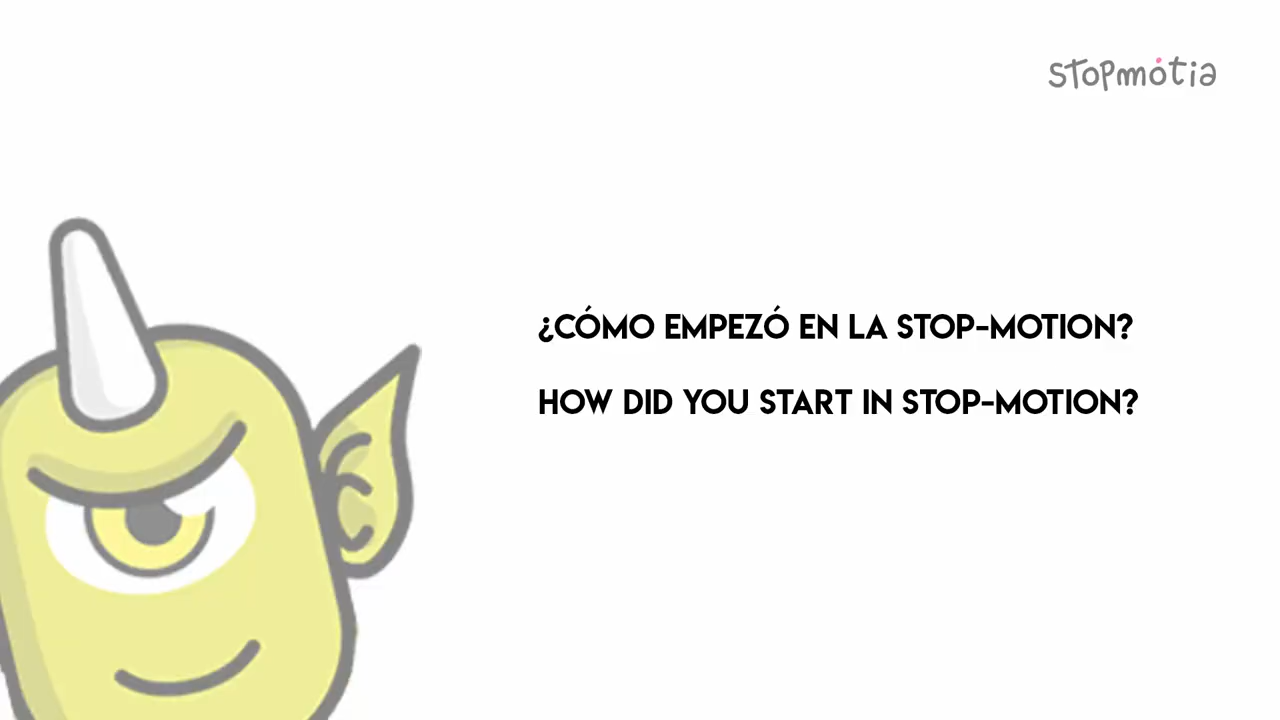 stopmotia
¿CÓMO EMPEZÓ EN LA STOP-MOTION?
HOW DID YOU START IN STOP-MOTION?